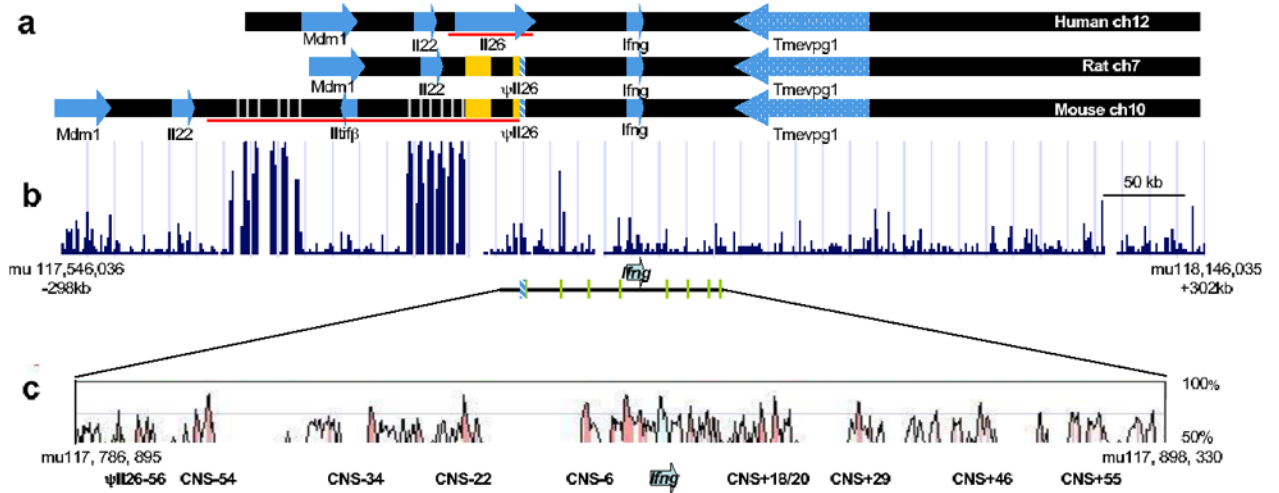 a
Human ch12
Mdm1 Il22 Il26 Ifng Tmevpg1
Rat ch7
Mdm1 Il22 ψIl26 Ifng Tmevpg1
Mouse ch10
Mdm1 Il22 Iltifβ ψIl26 Ifng Tmevpg1
b
50 kb
Ifng
mu 117,546,036
-298kb
mu118,146,035
+302kb
c
100%
50%
mu117, 786, 895
mu117, 898, 330
ψIl26-56 CNS-54 CNS-34 CNS-22 CNS-6 Ifng CNS+18/20 CNS+29 CNS+46 CNS+55